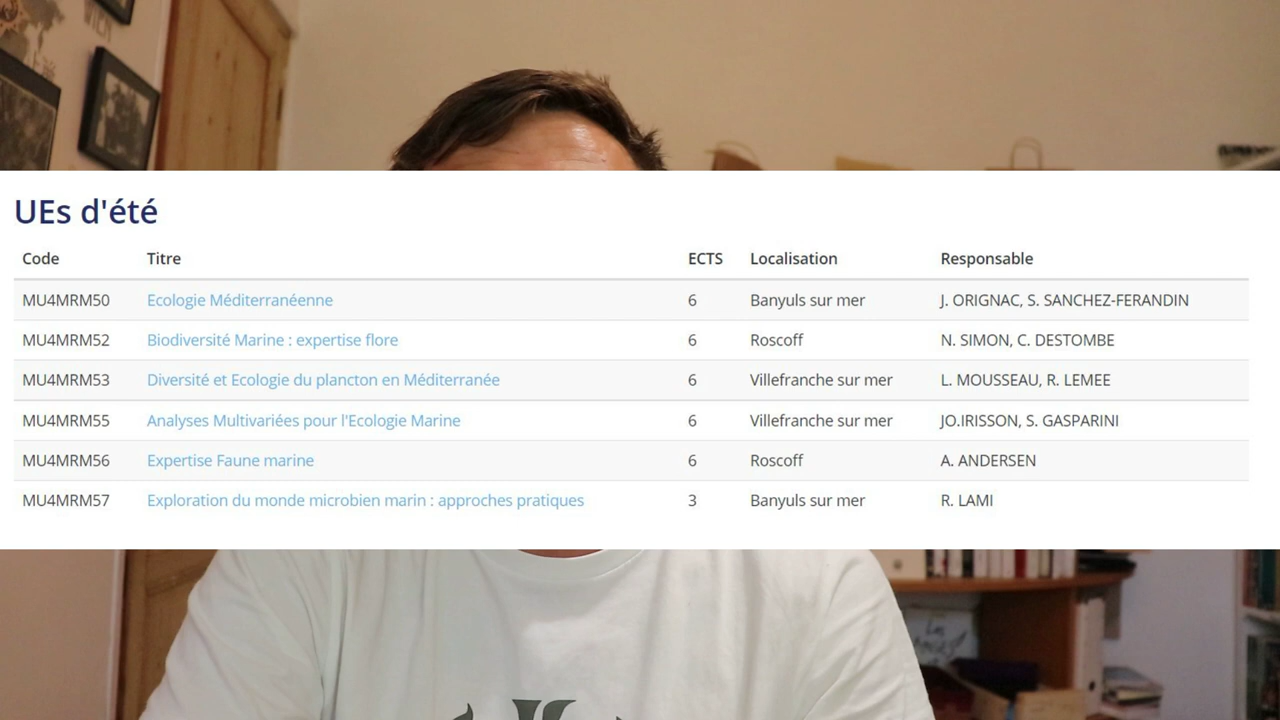 UEs d'été
Code Titre ECTS Localisation Responsable
MU4MRM50 Ecologie Méditerranéenne 6 Banyuls sur mer J. ORIGNAC, S. SANCHEZ-FERANDIN
MU4MRM52 Biodiversité Marine : expertise flore 6 Roscoff N. SIMON, C. DESTOMBE
MU4MRM53 Diversité et Ecologie du plancton en Méditerranée 6 Villefranche sur mer L. MOUSSEAU, R. LEMEE
MU4MRM55 Analyses Multivariées pour l'Ecologie Marine 6 Villefranche sur mer JO.IRISSON, S. GASPARINI
MU4MRM56 Expertise Faune marine 6 Roscoff A. ANDERSEN
MU4MRM57 Exploration du monde microbien marin : approches pratiques 3 Banyuls sur mer R. LAMI